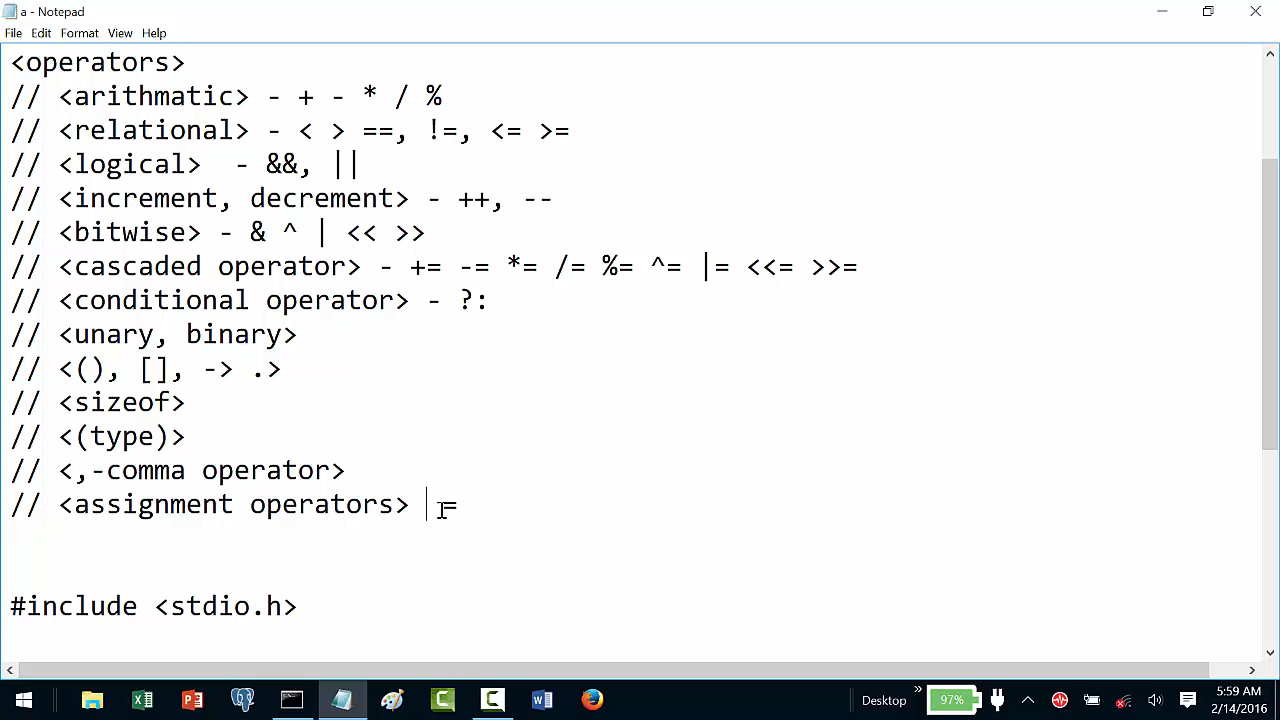 a - Notepad
File Edit Format View Help
<operators>
// <arithmatic> - + - * / %
// <relational> - < > ==, !=, <= >=
// <logical>  - &&, ||
// <increment, decrement> - ++, --
// <bitwise> - & ^ | << >>
// <cascaded operator> - += -= *= /= %= ^= |= <<= >>=
// <conditional operator> - ?:
// <unary, binary>
// <(), [], -> .>
// <sizeof>
// <(type)>
// <,-comma operator>
// <assignment operators> =
#include <stdio.h>
Desktop » 97% 5:59 AM
2/14/2016